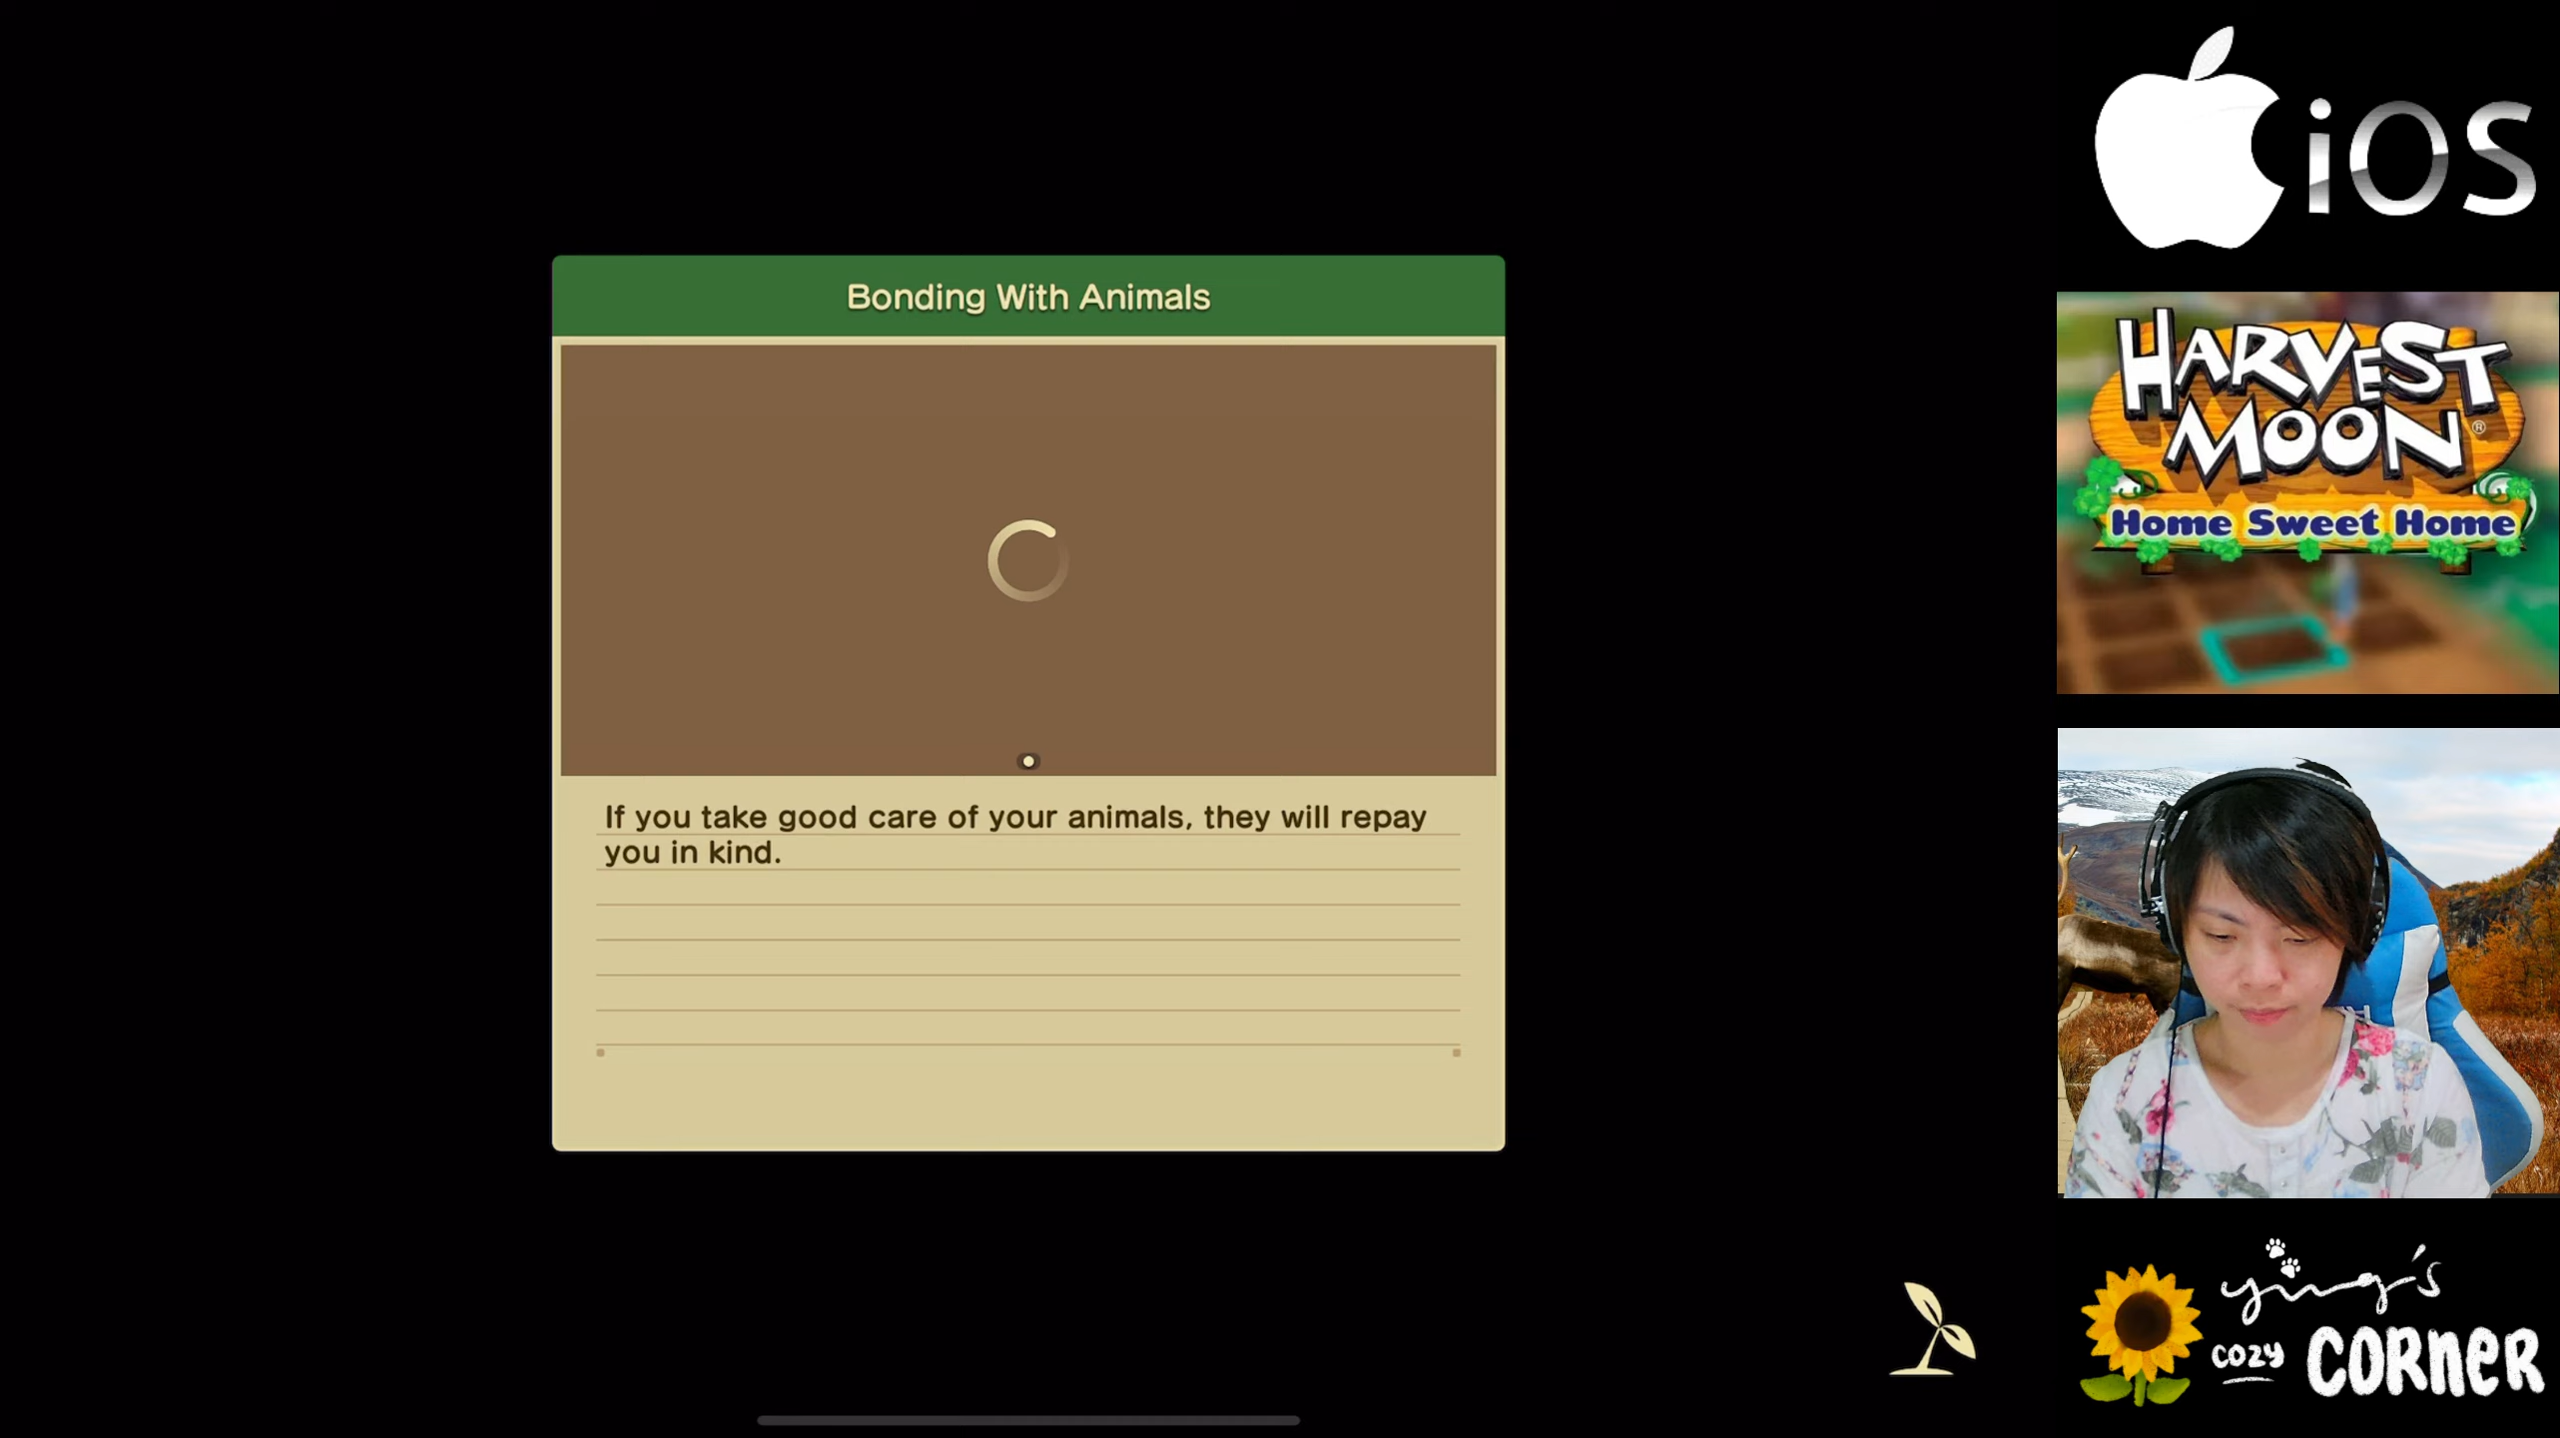 Bonding With Animals
If you take good care of your animals, they will repay
you in kind.
iOS
HARVEST
MOON®
Home Sweet Home
ying's
cozy CORNER